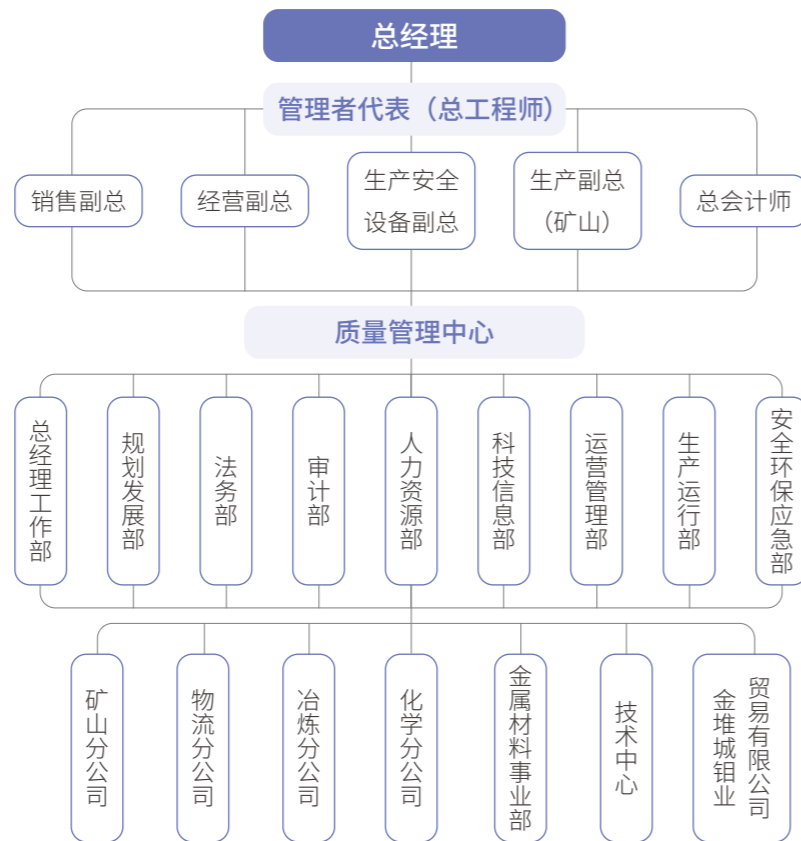 总经理
管理者代表（总工程师）
销售副总
经营副总
生产安全
设备副总
生产副总
（矿山）
总会计师
质量管理中心
总经理工作部
规划发展部
法务部
审计部
人力资源部
科技信息部
运营管理部
生产运行部
安全环保应急部
矿山分公司
物流分公司
冶炼分公司
化学分公司
金属材料事业部
技术中心
金堆城钼业
贸易有限公司